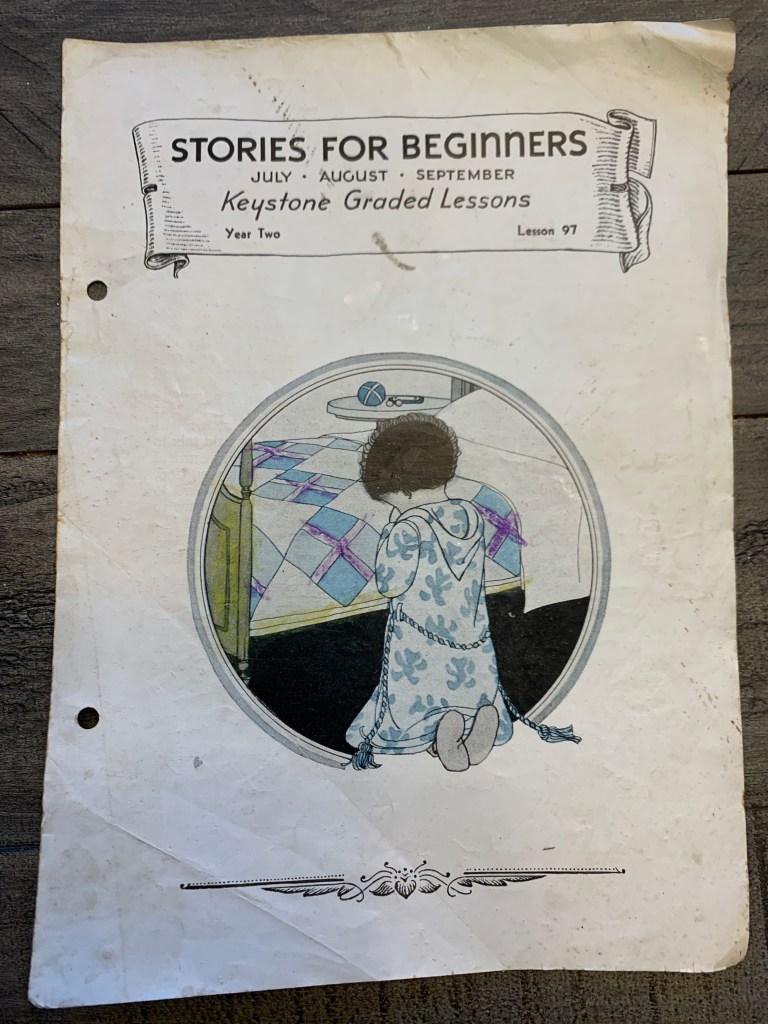 STORIES FOR BEGINNERS
JULY · AUGUST · SEPTEMBER
Keystone Graded Lessons
Year Two Lesson 97